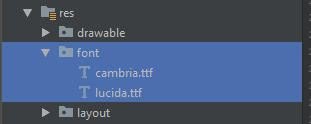 res
drawable
font
cambria.ttf
lucida.ttf
layout